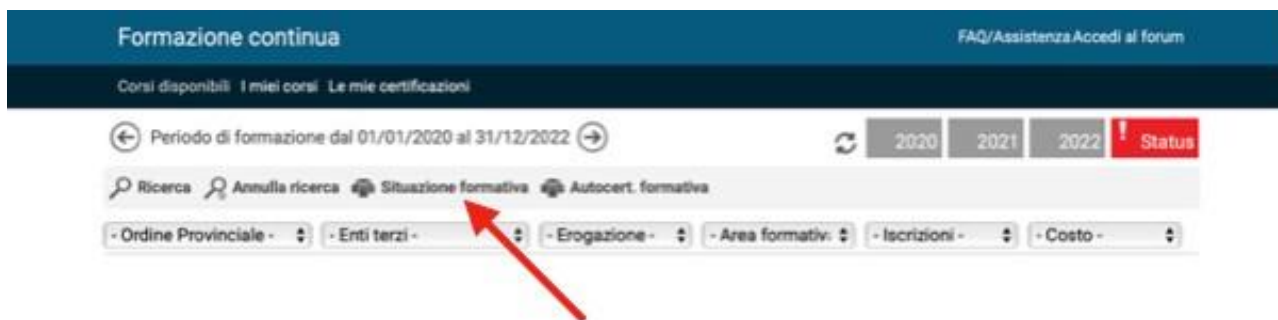 Formazione continua FAQ/Assistenza Accedi al forum
Corsi disponibili I miei corsi Le mie certificazioni
Periodo di formazione dal 01/01/2020 al 31/12/2022 2020 2021 2022 ! Status
Ricerca Annulla ricerca Situazione formativa Autocert. formativa
- Ordine Provinciale - - Enti terzi - - Erogazione - - Area formativ - Iscrizioni - - Costo -